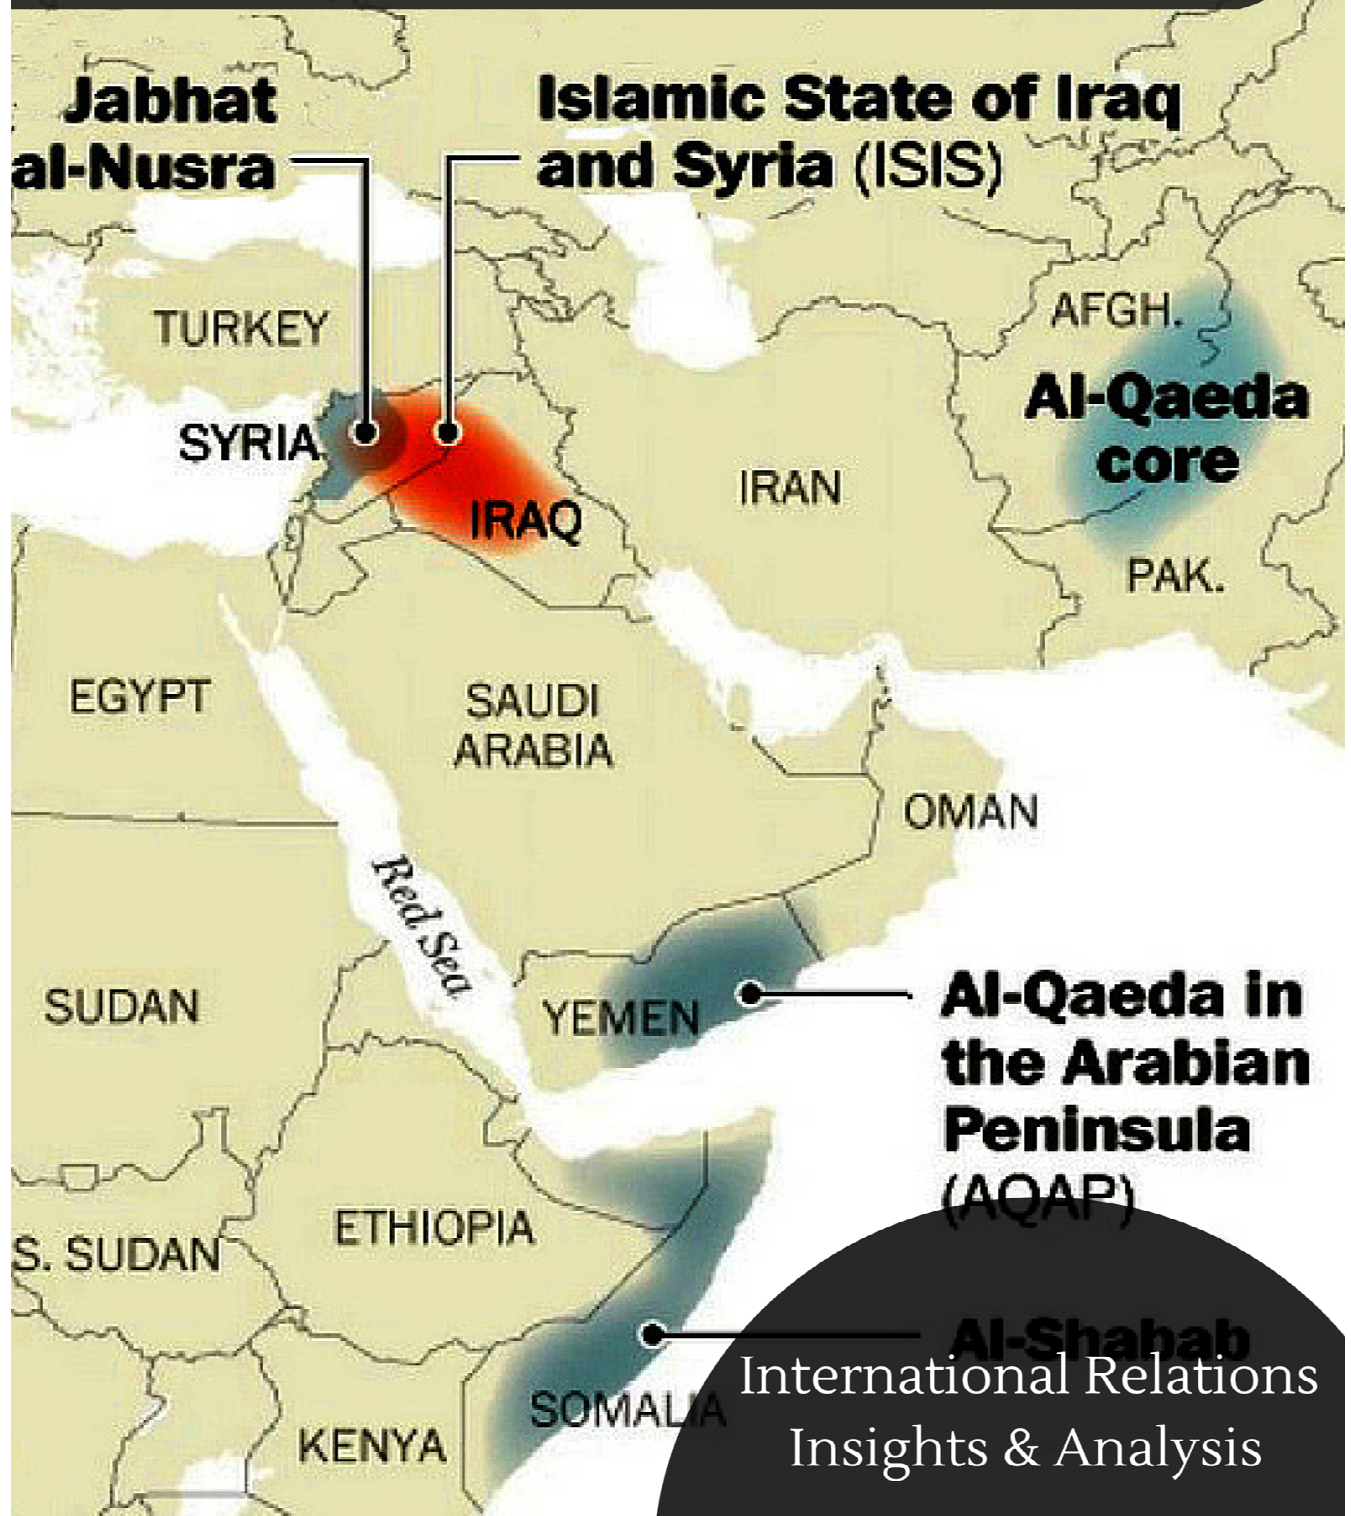 Jabhat
al-Nusra
Islamic State of Iraq
and Syria (ISIS)
TURKEY
AFGH.
Al-Qaeda
core
SYRIA
IRAQ
IRAN
PAK.
EGYPT
SAUDI
ARABIA
OMAN
Red Sea
SUDAN
YEMEN
Al-Qaeda in
the Arabian
Peninsula
(AQAP)
ETHIOPIA
S. SUDAN
Al-Shabab
SOMALIA
KENYA
International Relations
Insights & Analysis